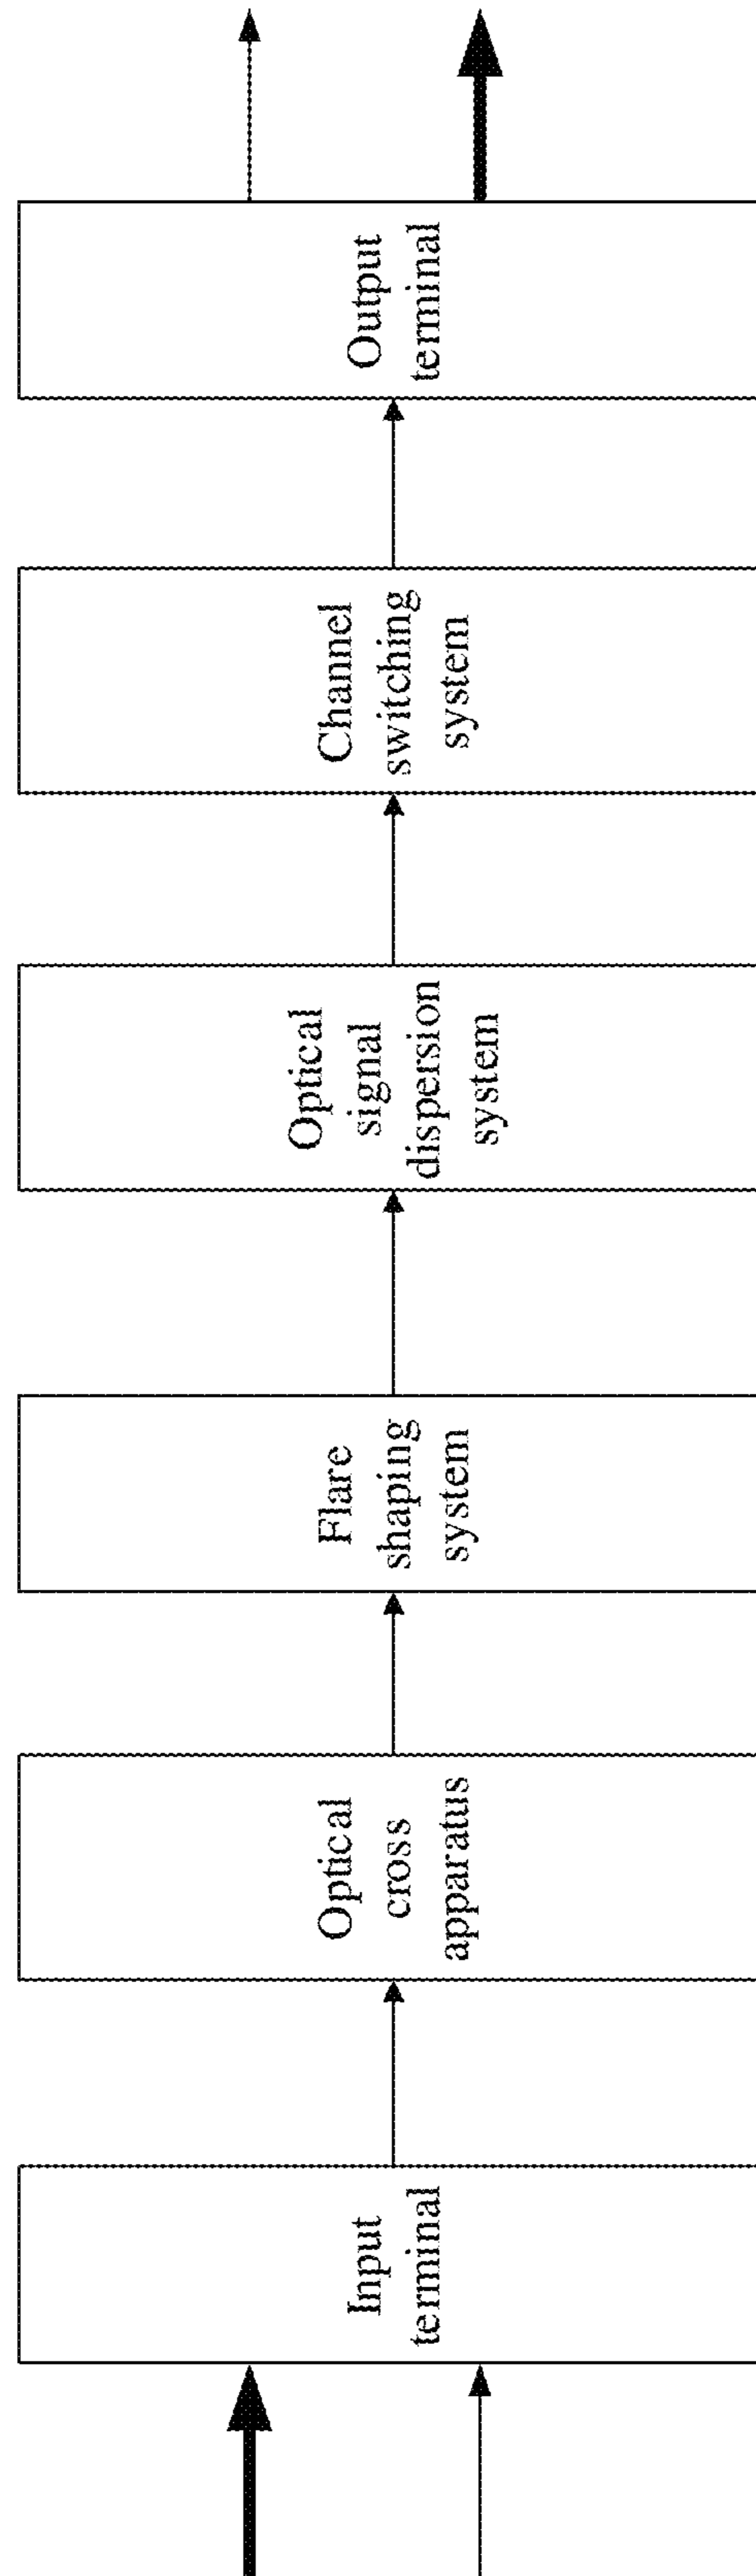 Input
terminal
Optical
cross
apparatus
Flare
shaping
system
Optical
signal
dispersion
system
Channel
switching
system
Output
terminal